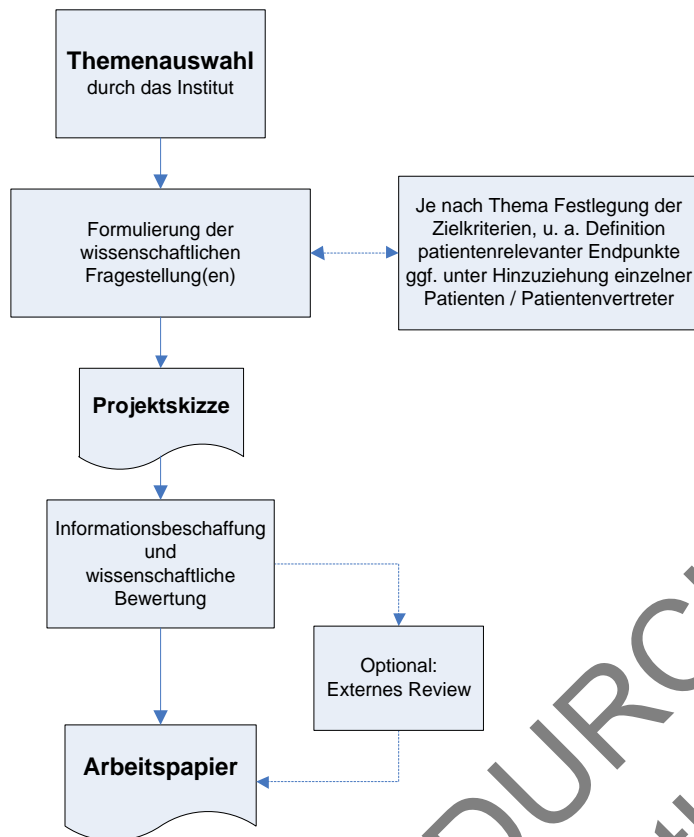 Themenauswahl
durch das Institut
Formulierung der
wissenschaftlichen
Fragestellung(en)
Je nach Thema Festlegung der
Zielkriterien, u. a. Definition
patientenrelevanter Endpunkte
ggf. unter Hinzuziehung einzelner
Patienten / Patientenvertreter
Projektskizze
Informationsbeschaffung
und
wissenschaftliche
Bewertung
Optional:
Externes Review
Arbeitspapier